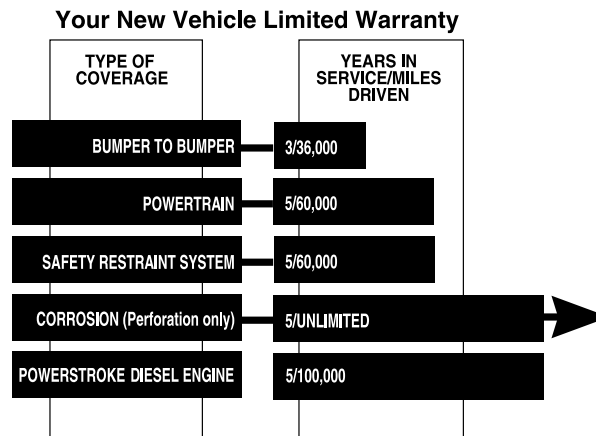 Your New Vehicle Limited Warranty
TYPE OF
COVERAGE
YEARS IN
SERVICE/MILES
DRIVEN
BUMPER TO BUMPER
3/36,000
POWERTRAIN
5/60,000
SAFETY RESTRAINT SYSTEM
5/60,000
CORROSION (Perforation only)
5/UNLIMITED
POWERSTROKE DIESEL ENGINE
5/100,000